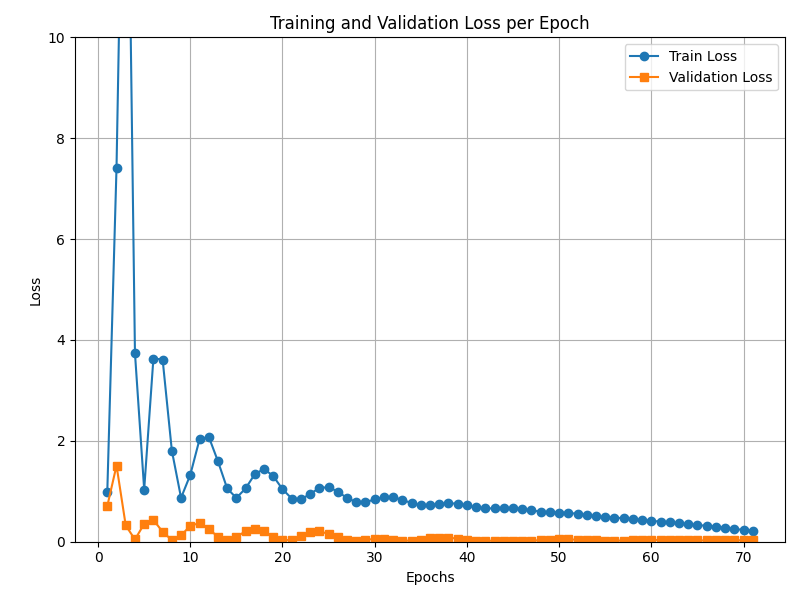 Training and Validation Loss per Epoch
10
8
6
4
2
0
Loss
Train Loss
Validation Loss
0 10 20 30 40 50 60 70
Epochs